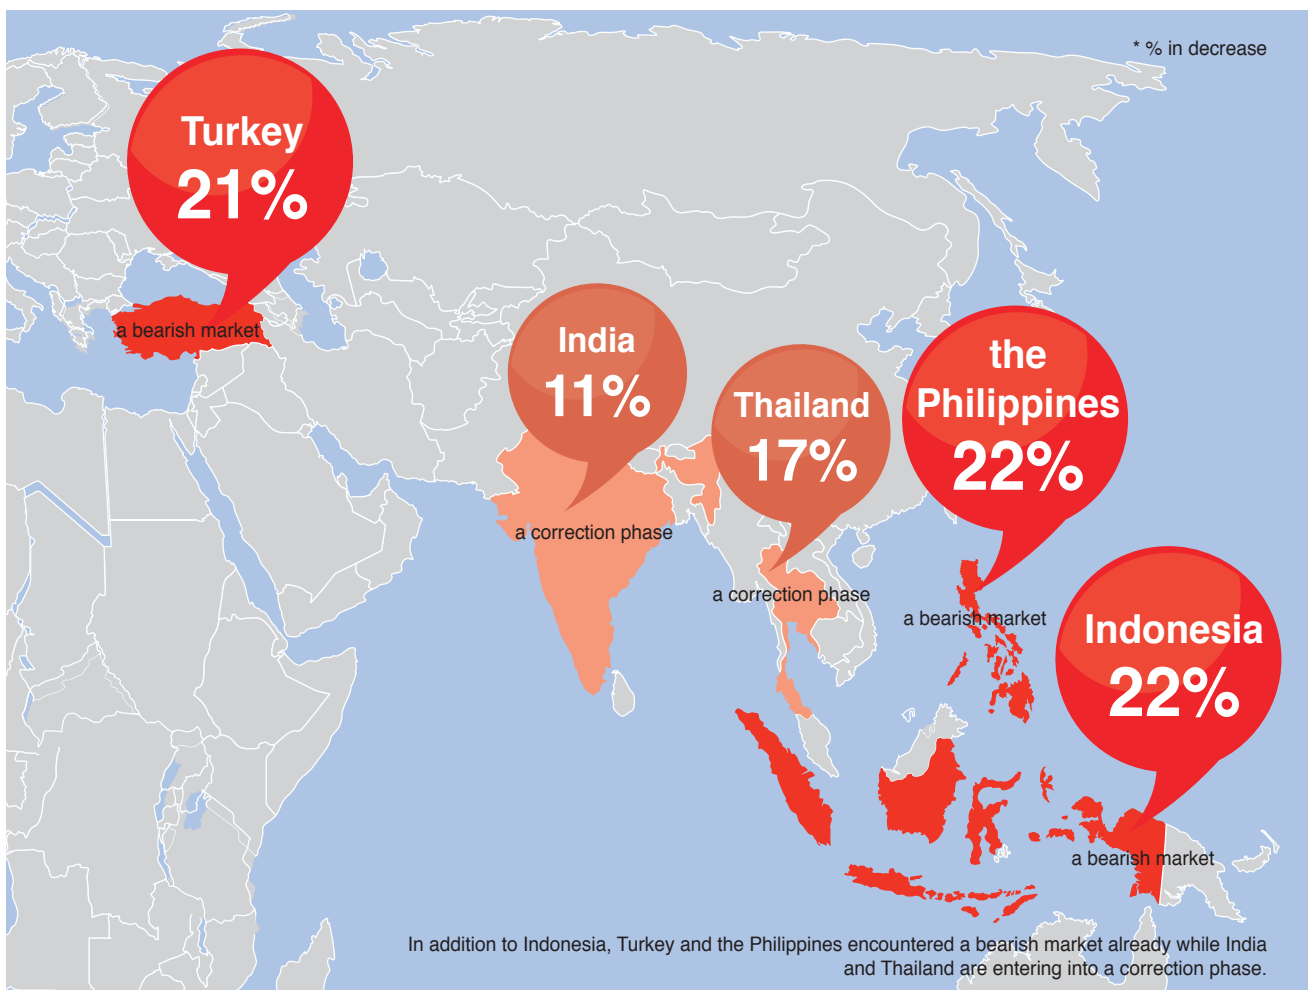 * % in decrease
Turkey
21%
a bearish market
India
11%
a correction phase
Thailand
17%
a correction phase
the
Philippines
22%
a bearish market
Indonesia
22%
a bearish market
In addition to Indonesia, Turkey and the Philippines encountered a bearish market already while India
and Thailand are entering into a correction phase.